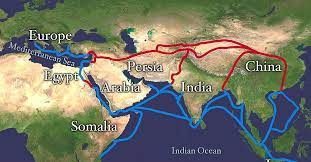 Europe
Mediterranean Sea
Egypt
Persia
China
Arabia
India
Somalia
Indian Ocean